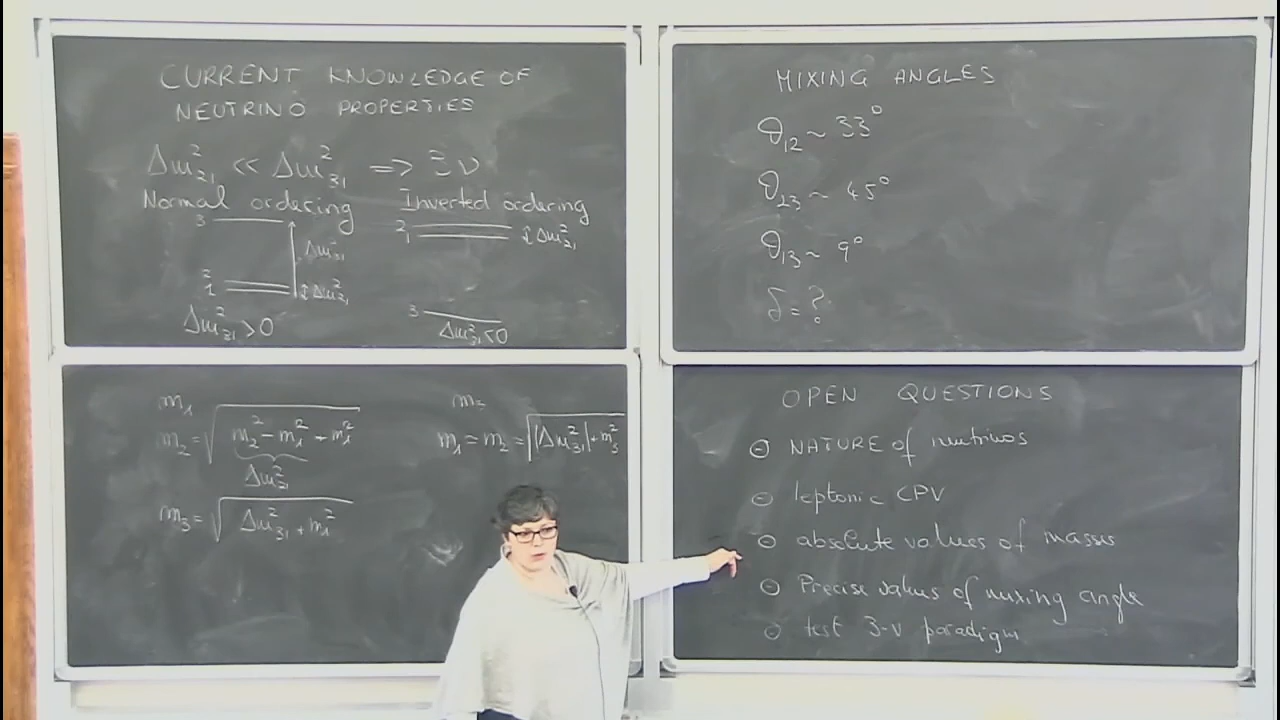 CURRENT KNOWLEDGE OF
NEUTRINO PROPERTIES
Δm²₂₁ << Δm²₃₁ => 3ν
Normal ordering
3
Δm²₃₁
2
1
Δm²₂₁
Δm²₃₁ > 0
Inverted ordering
2
1
Δm²₂₁
3
Δm²₃₁ < 0
m₁
m₂ = √(m₂² - m₁² + m₁²)
Δm²₂₁
m₃ = √(Δm²₃₁ + m₁²)
m₃
m₁ = m₂ = √(|Δm²₃₁| + m₃²)
MIXING ANGLES
θ₁₂ ~ 33°
θ₂₃ ~ 45°
θ₁₃ ~ 9°
δ = ?
OPEN QUESTIONS
NATURE of neutrinos
leptonic CPV
absolute values of masses
Precise values of mixing angle
test 3-ν paradigm